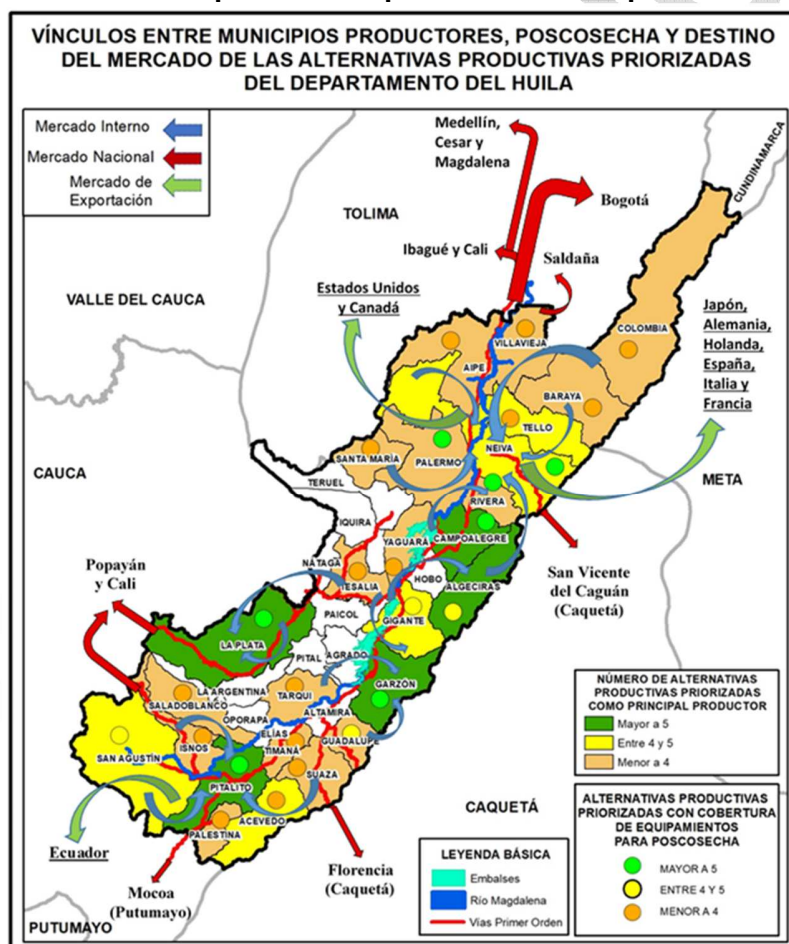 VÍNCULOS ENTRE MUNICIPIOS PRODUCTORES, POSCOSECHA Y DESTINO
DEL MERCADO DE LAS ALTERNATIVAS PRODUCTIVAS PRIORIZADAS
DEL DEPARTAMENTO DEL HUILA
Mercado Interno
Mercado Nacional
Mercado de
Exportación
Medellín,
Cesar y
Magdalena
CUNDINAMARCA
TOLIMA
Bogotá
Ibagué y Cali
Saldaña
Estados Unidos
y Canadá
VALLE DEL CAUCA
Japón,
Alemania,
Holanda,
España,
Italia y
Francia
COLOMBIA
VILLAVIEJA
AIPE
BARAYA
TELLO
NEIVA
CAUCA
META
SANTA MARÍA
PALERMO
TERUEL
RIVERA
IQUIRA
CAMPOALEGRE
YAGUARÁ
NÁTAGA
TESALIA
HOBO
ALGECIRAS
Popayán
y Cali
San Vicente
del Caguán
(Caquetá)
PAICOL
GIGANTE
LA PLATA
PITAL
AGRADO
GARZÓN
LA ARGENTINA
TARQUI
SALADOBLANCO
OPORAPA
ALTAMIRA
ELÍAS
GUADALUPE
ISNOS
TIMANÁ
SAN AGUSTÍN
SUAZA
PITALITO
ACEVEDO
PALESTINA
CAQUETÁ
Ecuador
Mocoa
(Putumayo)
Florencia
(Caquetá)
PUTUMAYO
NÚMERO DE ALTERNATIVAS
PRODUCTIVAS PRIORIZADAS
COMO PRINCIPAL PRODUCTOR
Mayor a 5
Entre 4 y 5
Menor a 4
ALTERNATIVAS PRODUCTIVAS
PRIORIZADAS CON COBERTURA
DE EQUIPAMIENTOS
PARA POSCOSECHA
MAYOR A 5
ENTRE 4 Y 5
MENOR A 4
LEYENDA BÁSICA
Embalses
Río Magdalena
Vías Primer Orden